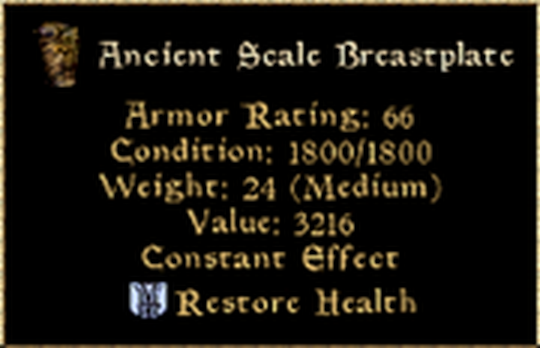 Ancient Scale Breastplate
Armor Rating: 66
Condition: 1800/1800
Weight: 24 (Medium)
Value: 3216
Constant Effect
Restore Health